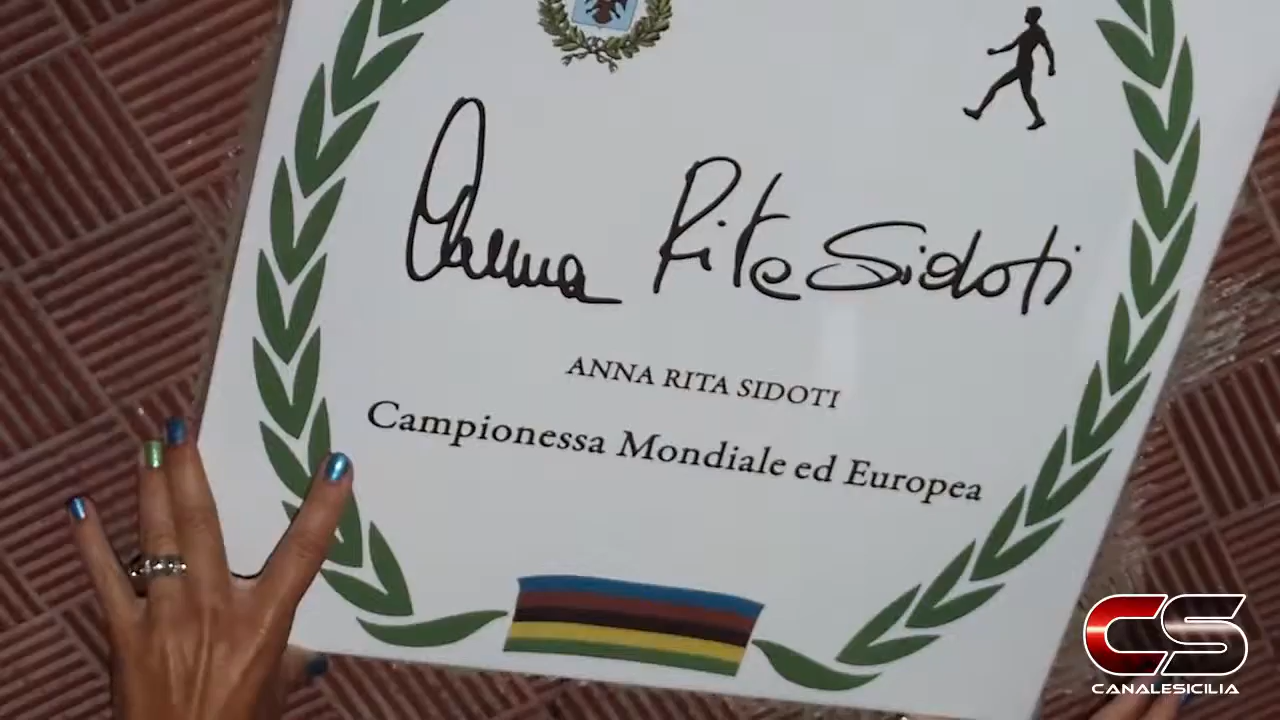 Anna Rita Sidoti
ANNA RITA SIDOTI
Campionessa Mondiale ed Europea
CS
CANALESICILIA